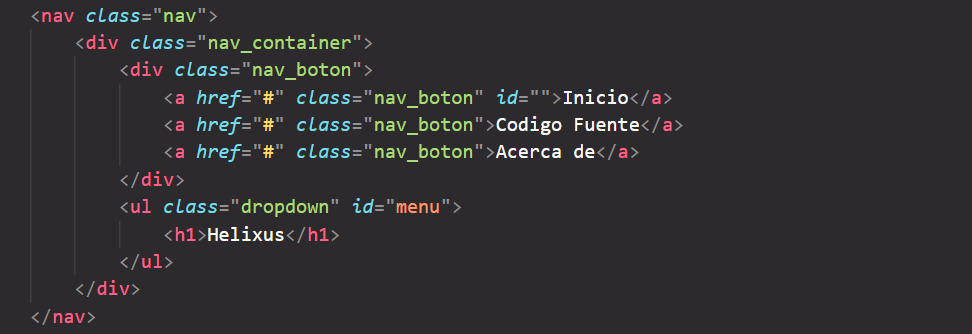 <nav class="nav">
<div class="nav_container">
<div class="nav_boton">
<a href="#" class="nav_boton" id="">Inicio</a>
<a href="#" class="nav_boton">Codigo Fuente</a>
<a href="#" class="nav_boton">Acerca de</a>
</div>
<ul class="dropdown" id="menu">
<h1>Helixus</h1>
</ul>
</div>
</nav>